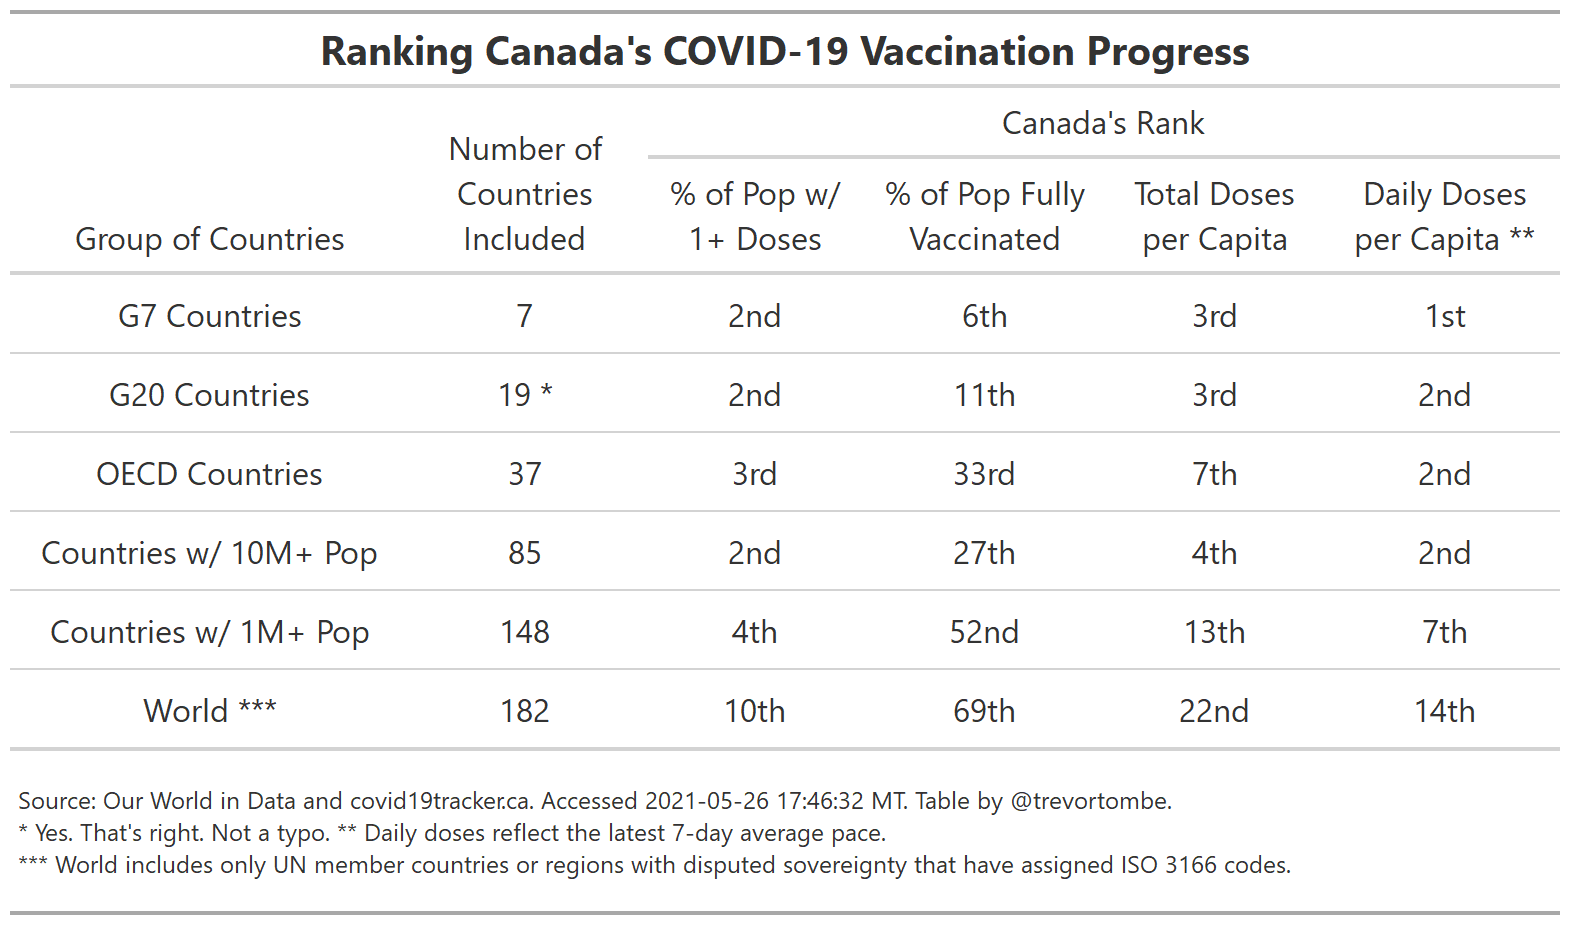 Ranking Canada's COVID-19 Vaccination Progress
Canada's Rank
Group of Countries
Number of
Countries
Included
% of Pop w/
1+ Doses
% of Pop Fully
Vaccinated
Total Doses
per Capita
Daily Doses
per Capita **
G7 Countries 7 2nd 6th 3rd 1st
G20 Countries 19 * 2nd 11th 3rd 2nd
OECD Countries 37 3rd 33rd 7th 2nd
Countries w/ 10M+ Pop 85 2nd 27th 4th 2nd
Countries w/ 1M+ Pop 148 4th 52nd 13th 7th
World *** 182 10th 69th 22nd 14th
Source: Our World in Data and covid19tracker.ca. Accessed 2021-05-26 17:46:32 MT. Table by @trevortombe.
* Yes. That's right. Not a typo. ** Daily doses reflect the latest 7-day average pace.
*** World includes only UN member countries or regions with disputed sovereignty that have assigned ISO 3166 codes.